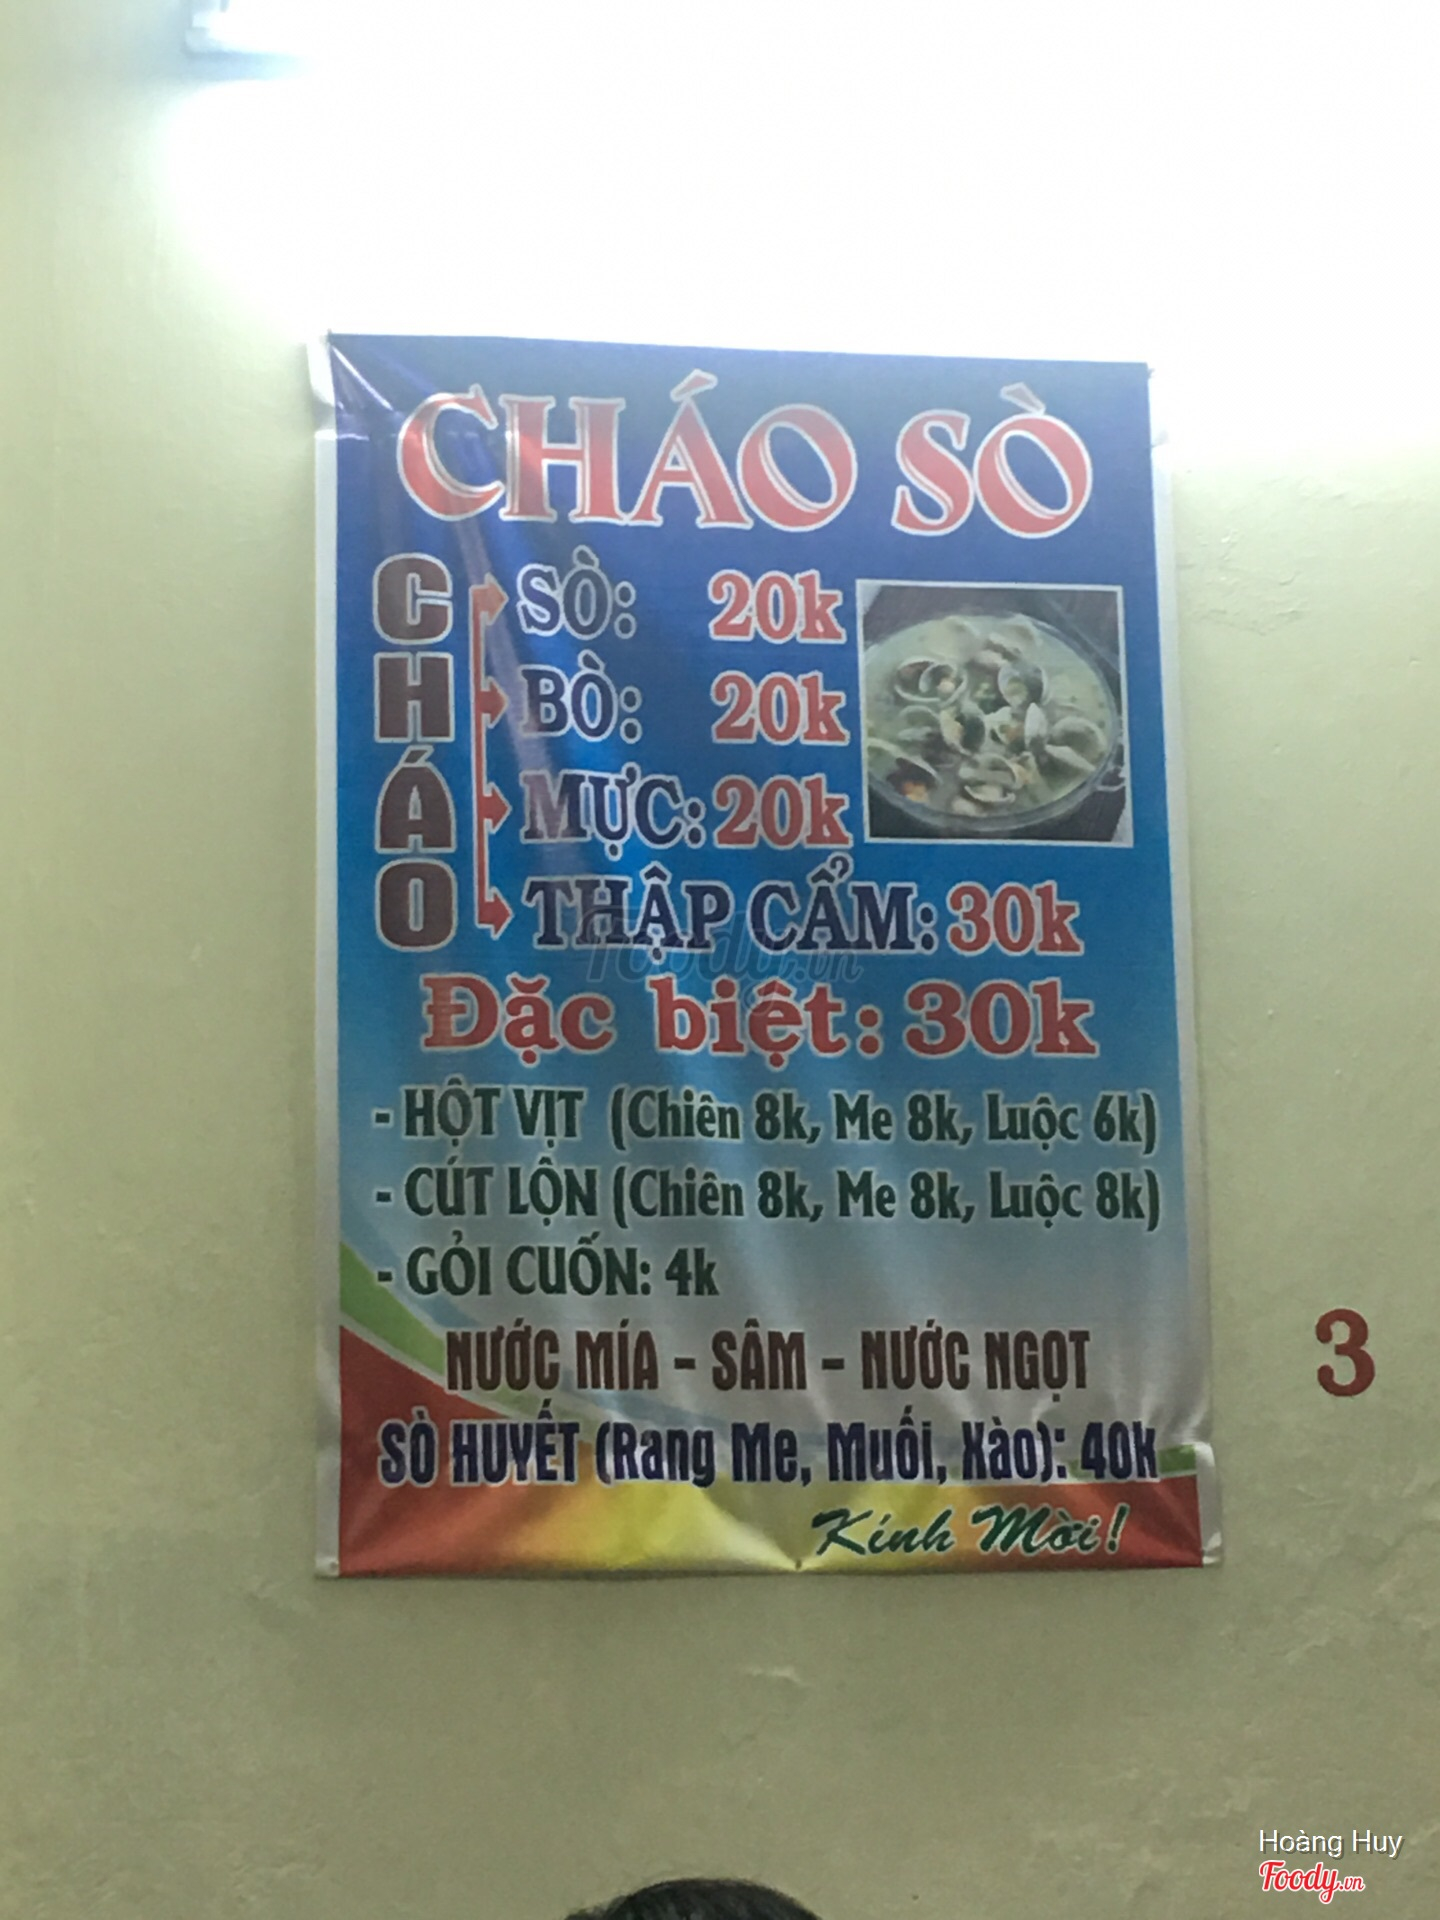 CHÁO SÒ
CHÁO
SÒ: 20k
BÒ: 20k
MỰC: 20k
THẬP CẨM: 30k
Đặc biệt: 30k
- HỘT VỊT (Chiên 8k, Me 8k, Luộc 6k)
- CÚT LỘN (Chiên 8k, Me 8k, Luộc 8k)
- GỎI CUỐN: 4k
NƯỚC MÍA - SÂM - NƯỚC NGỌT
SÒ HUYẾT (Rang Me, Muối, Xào): 40k
Kính Mời!
3
Foody.vn
Hoàng Huy
Foody.vn